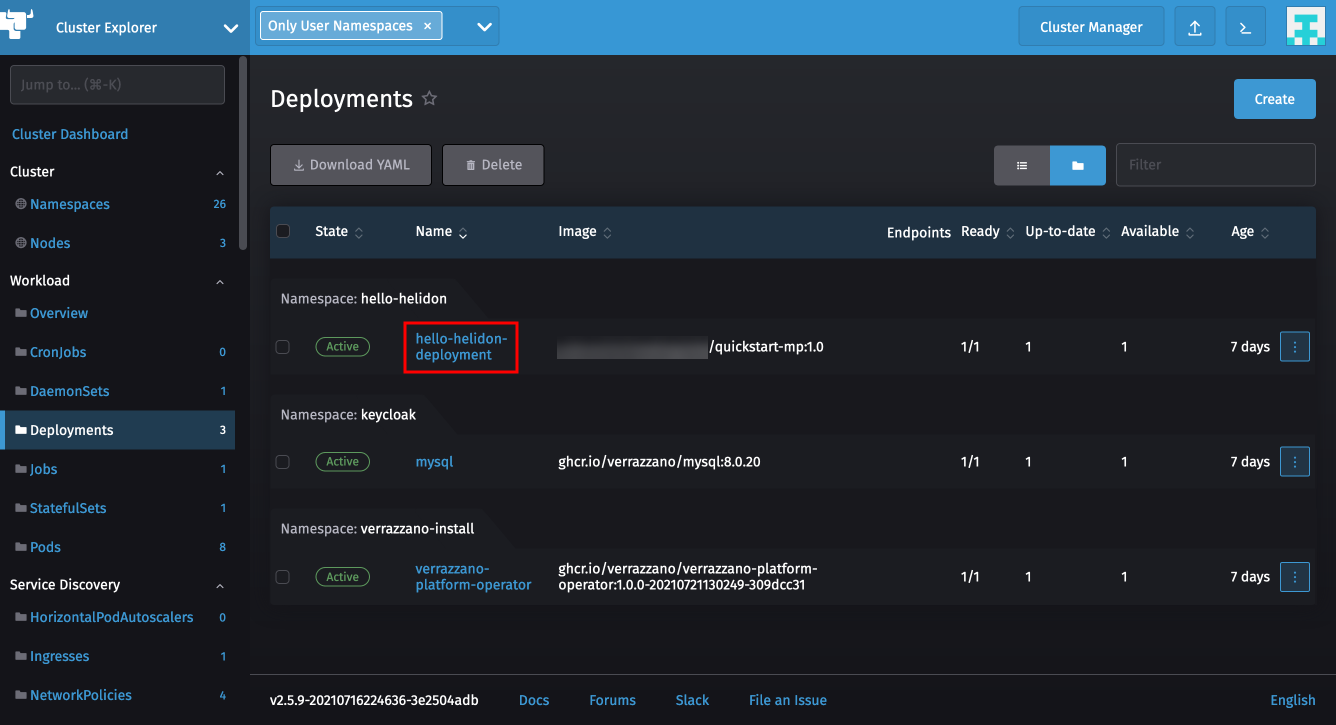 Cluster Explorer
Only User Namespaces ×
Cluster Manager
Jump to... (⌘-K)
Cluster Dashboard
Cluster
Namespaces 26
Nodes 3
Workload
Overview
CronJobs 0
DaemonSets 1
Deployments 3
Jobs 1
StatefulSets 1
Pods 8
Service Discovery
HorizontalPodAutoscalers 0
Ingresses 1
NetworkPolicies 4
Deployments
Create
Download YAML
Delete
Filter
State Name Image Endpoints Ready Up-to-date Available Age
Namespace: hello-helidon
Active hello-helidon- /quickstart-mp:1.0 1/1 1 1 7 days
deployment
Namespace: keycloak
Active mysql ghcr.io/verrazzano/mysql:8.0.20 1/1 1 1 7 days
Namespace: verrazzano-install
Active verrazzano- ghcr.io/verrazzano/verrazzano-platform- 1/1 1 1 7 days
platform-operator operator:1.0.0-20210721130249-309dcc31
v2.5.9-20210716224636-3e2504adb Docs Forums Slack File an Issue English